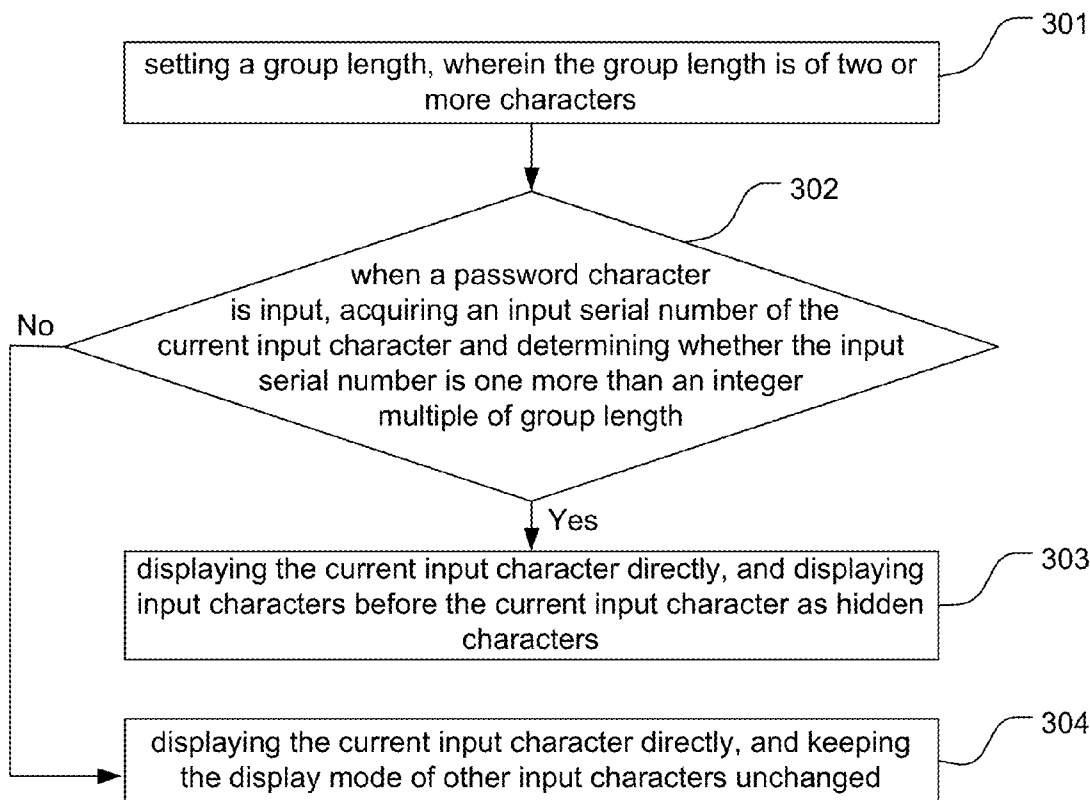 301
setting a group length, wherein the group length is of two or
more characters
302
when a password character
is input, acquiring an input serial number of the
current input character and determining whether the input
serial number is one more than an integer
multiple of group length
No
Yes
303
displaying the current input character directly, and displaying
input characters before the current input character as hidden
characters
304
displaying the current input character directly, and keeping
the display mode of other input characters unchanged